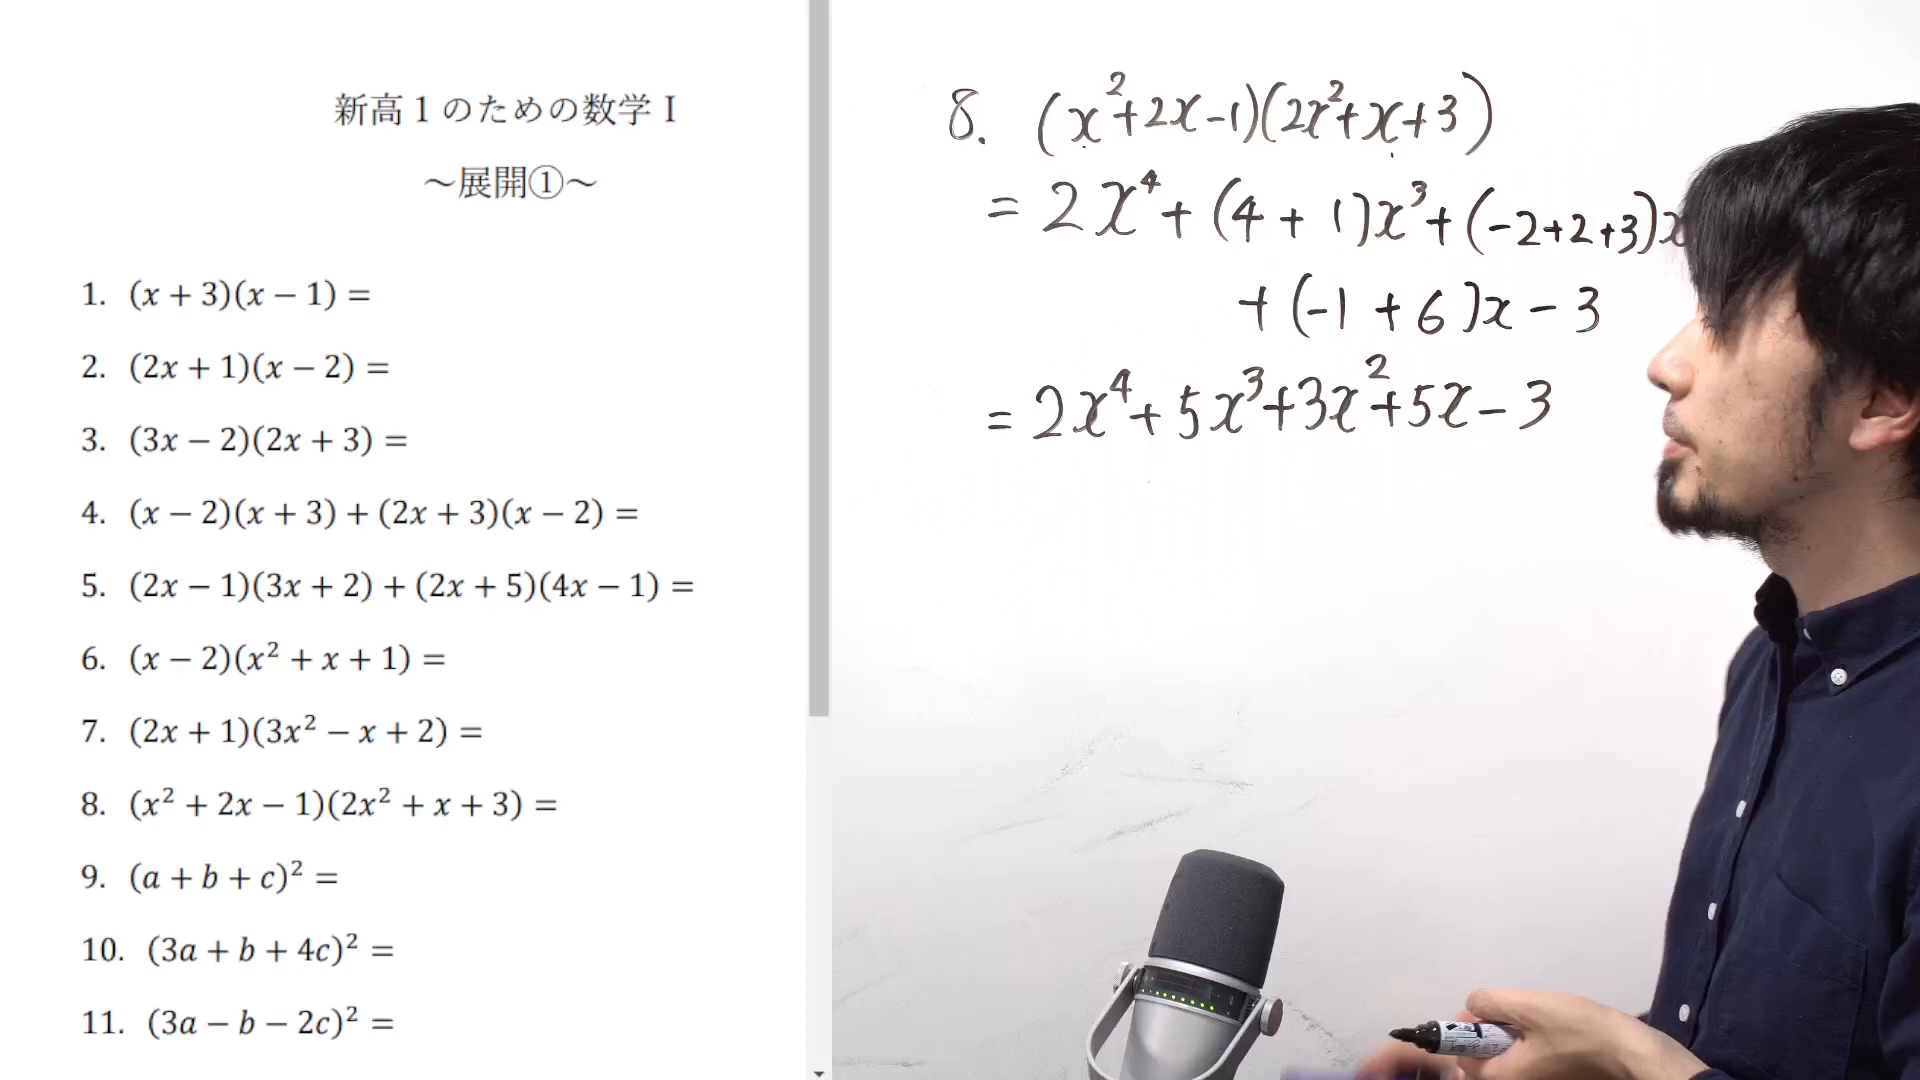 新高1のための数学Ⅰ
～展開①～
1. (x + 3)(x − 1) =
2. (2x + 1)(x − 2) =
3. (3x − 2)(2x + 3) =
4. (x − 2)(x + 3) + (2x + 3)(x − 2) =
5. (2x − 1)(3x + 2) + (2x + 5)(4x − 1) =
6. (x − 2)(x² + x + 1) =
7. (2x + 1)(3x² − x + 2) =
8. (x² + 2x − 1)(2x² + x + 3) =
9. (a + b + c)² =
10. (3a + b + 4c)² =
11. (3a − b − 2c)² =
8. (x²+2x-1)(2x²+x+3)
= 2x⁴ + (4 + 1)x³ + (-2+2+3)x
+ (-1 + 6)x - 3
= 2x⁴ + 5x³ + 3x² + 5x - 3